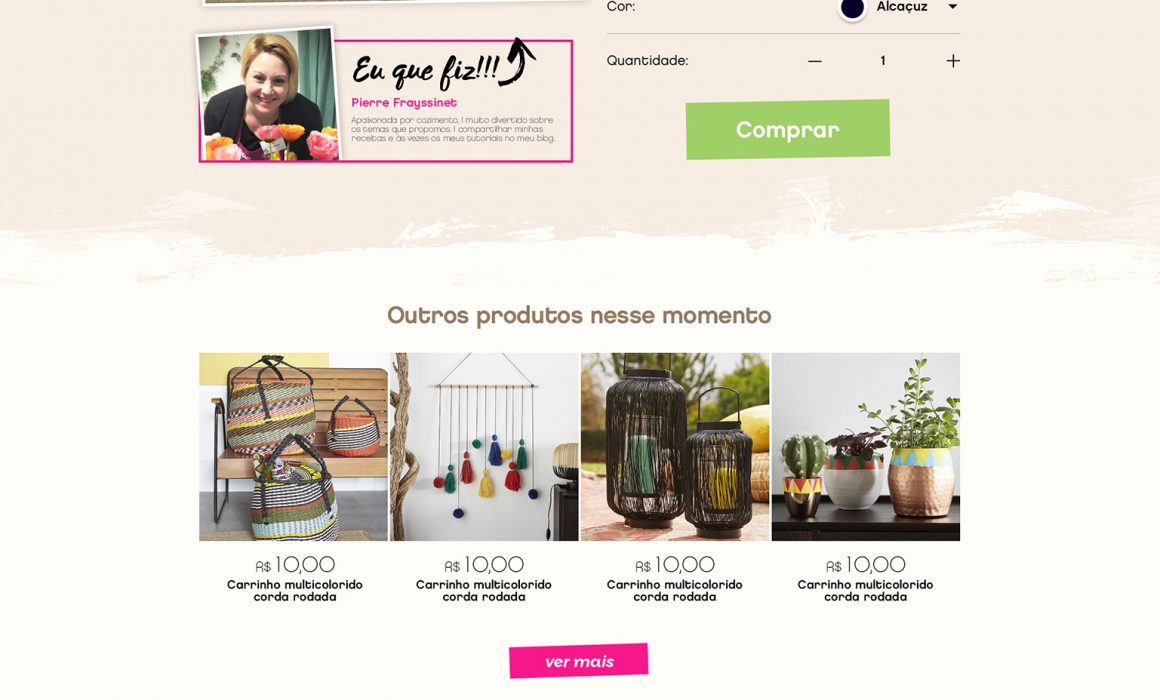 Cor:
Alcaçuz
Quantidade:
1
Comprar
Eu que fiz!!!
Pierre Frayssinet
Apaixonada por cozimento, I muito divertido sobre
os temas que propomos. I compartilhar minhas
receitas e às vezes os meus tutoriais no meu blog.
Outros produtos nesse momento
R$ 10,00
Carrinho multicolorido
corda rodada
R$ 10,00
Carrinho multicolorido
corda rodada
R$ 10,00
Carrinho multicolorido
corda rodada
R$ 10,00
Carrinho multicolorido
corda rodada
ver mais